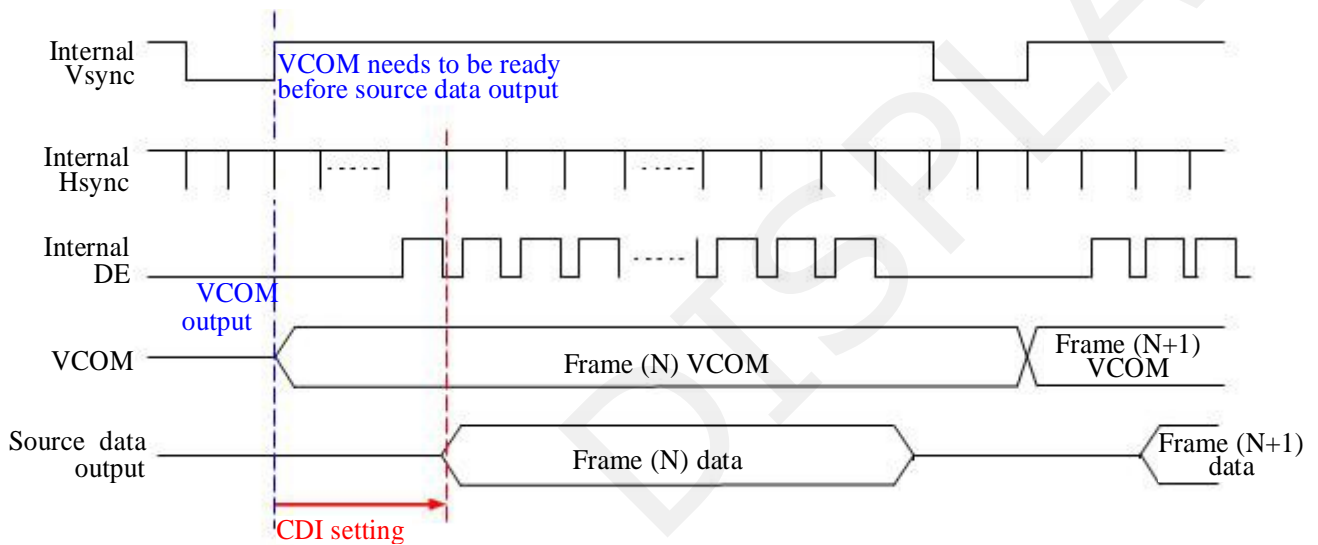 Internal
Vsync
VCOM needs to be ready
before source data output
Internal
Hsync
Internal
DE
VCOM
output
VCOM
Frame (N) VCOM
Frame (N+1)
VCOM
Source data
output
Frame (N) data
Frame (N+1)
data
CDI setting
DISPLA